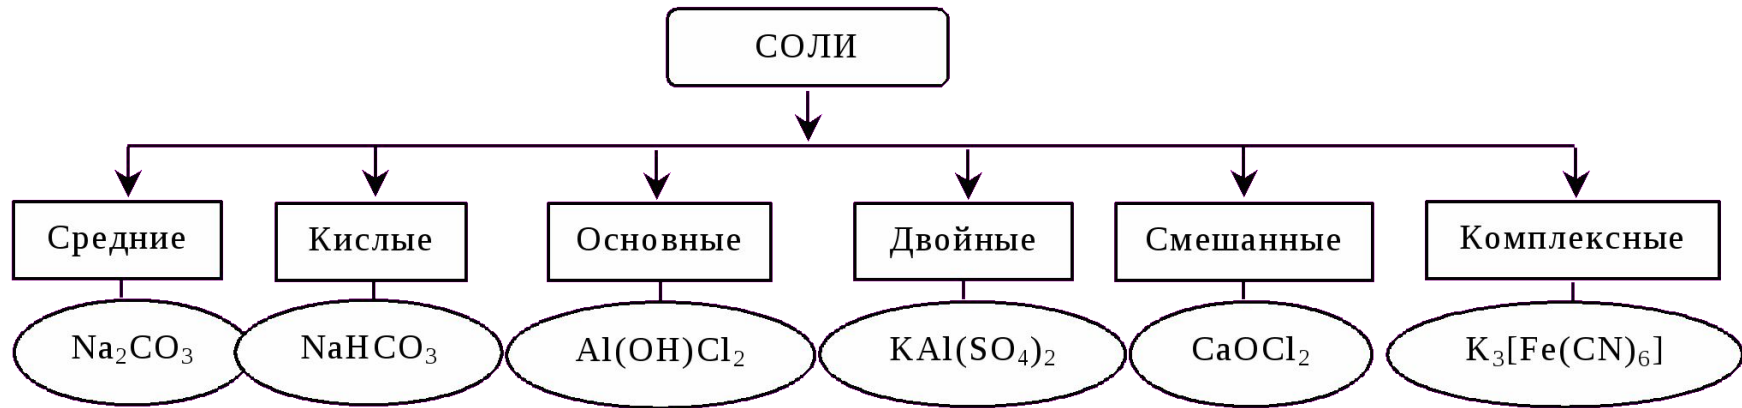 СОЛИ
Средние Кислые Основные Двойные Смешанные Комплексные
Na₂CO₃ NaHCO₃ Al(OH)Cl₂ KAl(SO₄)₂ CaOCl₂ K₃[Fe(CN)₆]